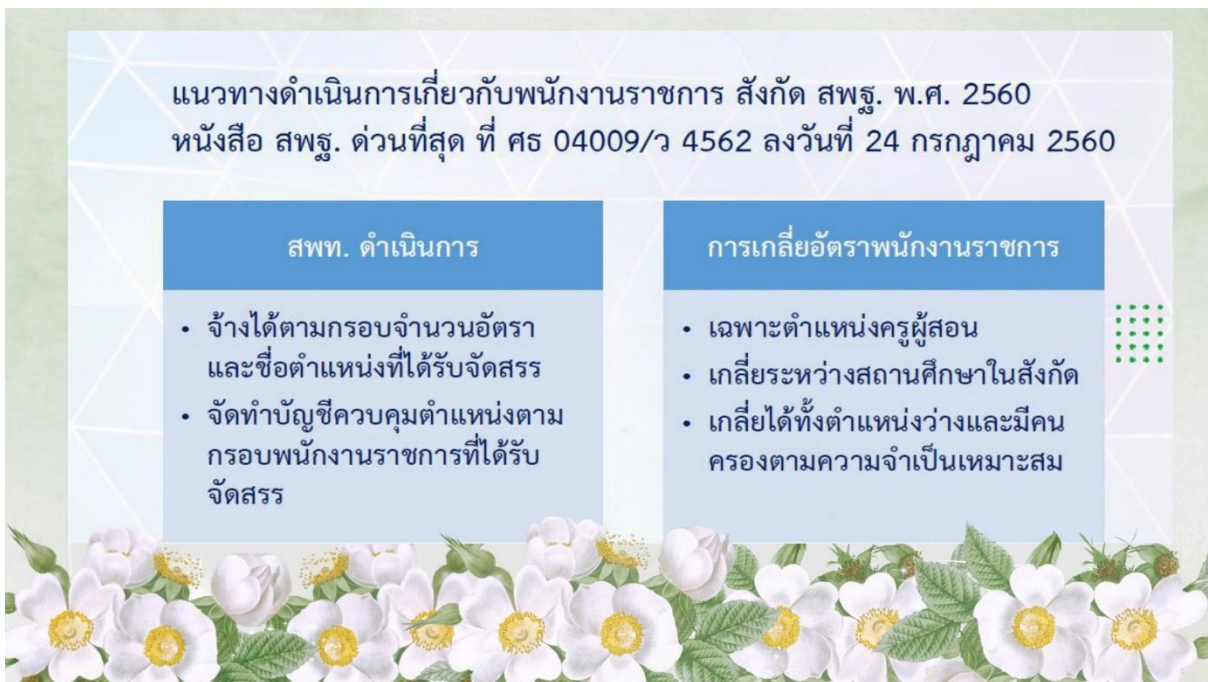 แนวทางดำเนินการเกี่ยวกับพนักงานราชการ สังกัด สพฐ. พ.ศ. 2560
หนังสือ สพฐ. ด่วนที่สุด ที่ ศธ 04009/ว 4562 ลงวันที่ 24 กรกฎาคม 2560
สพท. ดำเนินการ
• จ้างได้ตามกรอบจำนวนอัตรา
และชื่อตำแหน่งที่ได้รับจัดสรร
• จัดทำบัญชีควบคุมตำแหน่งตาม
กรอบพนักงานราชการที่ได้รับ
จัดสรร
การเกลี่ยอัตราพนักงานราชการ
• เฉพาะตำแหน่งครูผู้สอน
• เกลี่ยระหว่างสถานศึกษาในสังกัด
• เกลี่ยได้ทั้งตำแหน่งว่างและมีคน
ครองตามความจำเป็นเหมาะสม